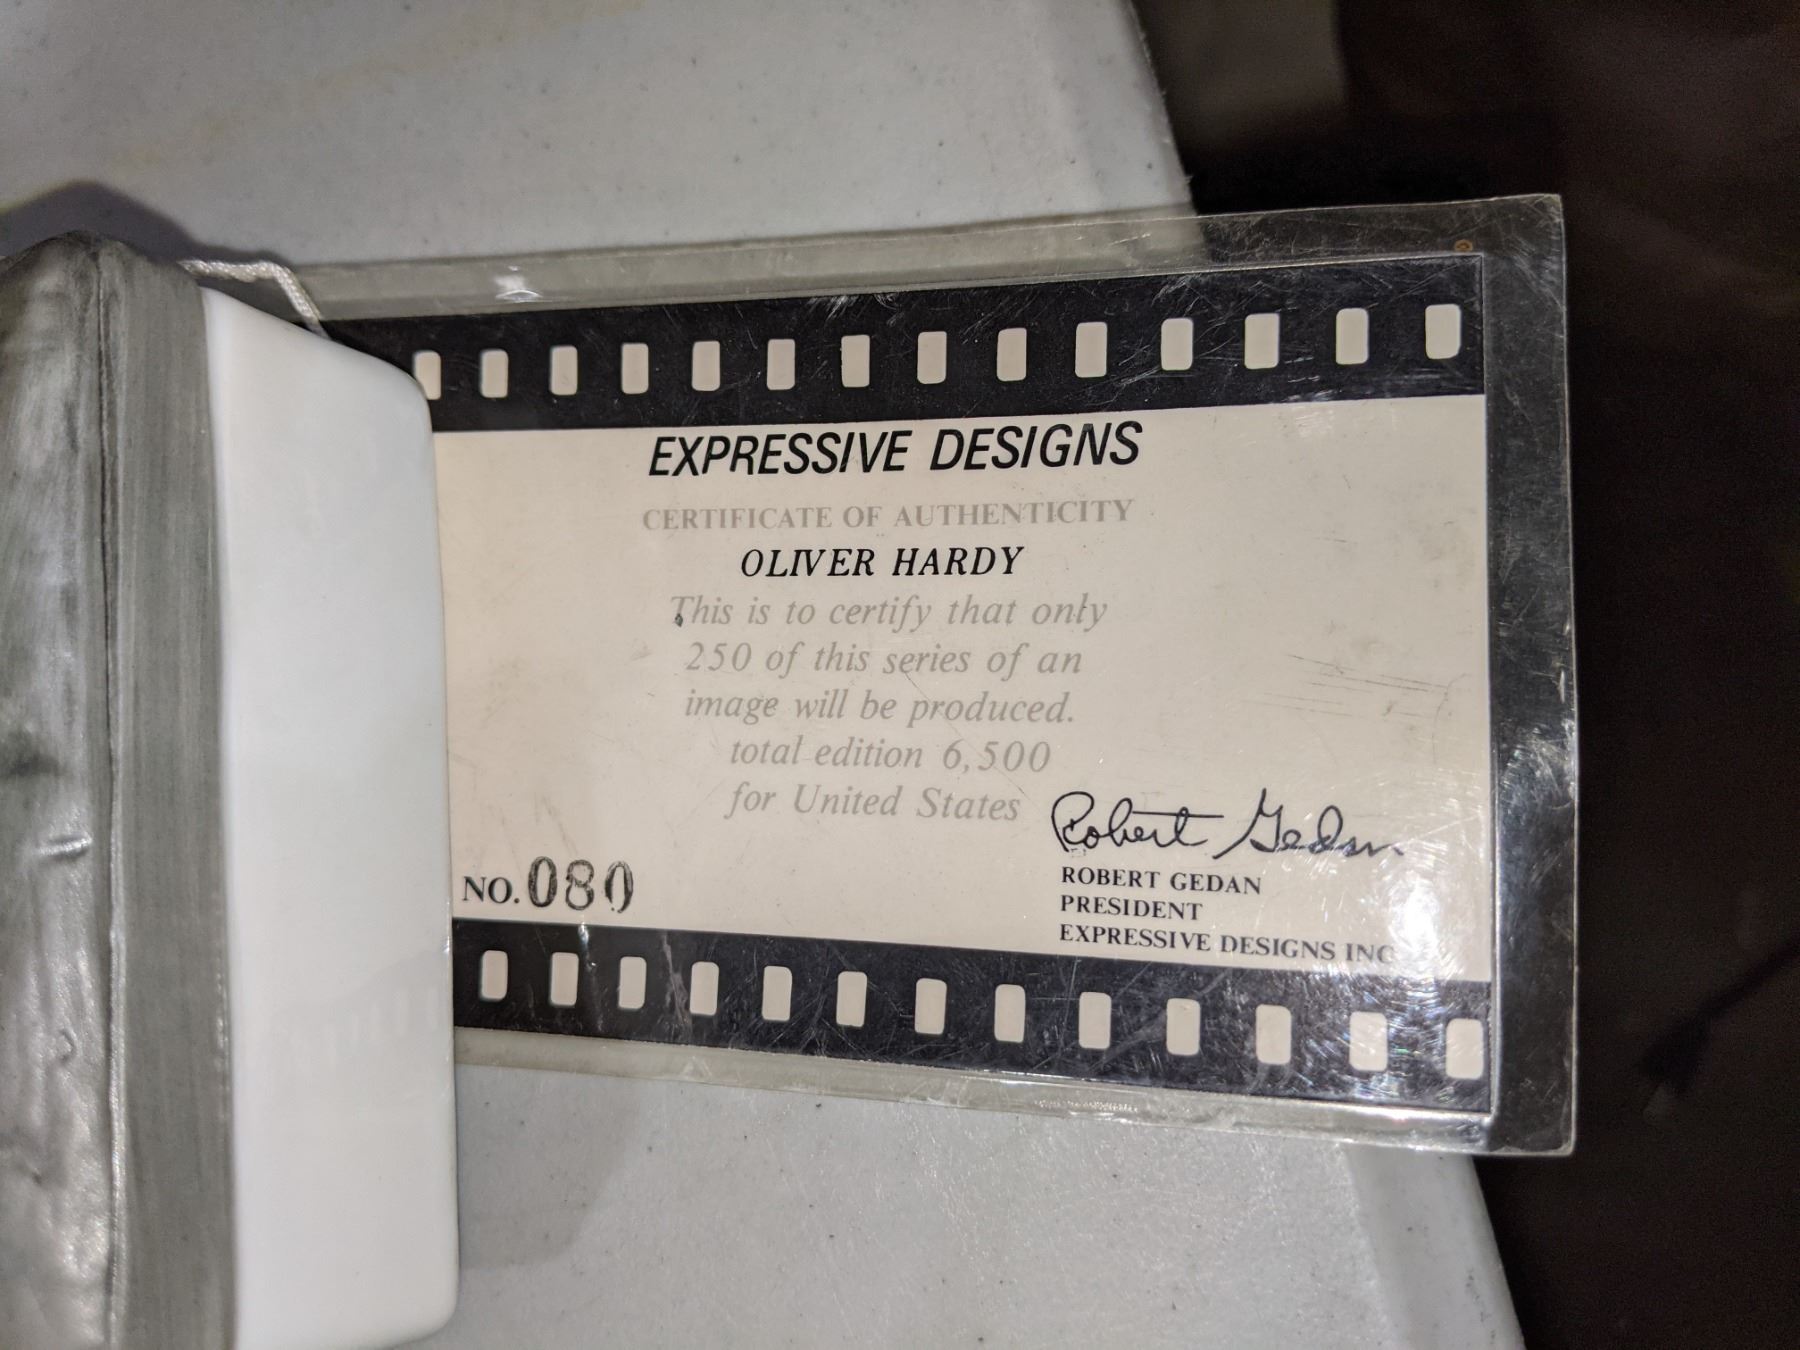 EXPRESSIVE DESIGNS
CERTIFICATE OF AUTHENTICITY
OLIVER HARDY
This is to certify that only
250 of this series of an
image will be produced.
total edition 6,500
for United States
Robert Gedan
NO. 080
ROBERT GEDAN
PRESIDENT
EXPRESSIVE DESIGNS INC